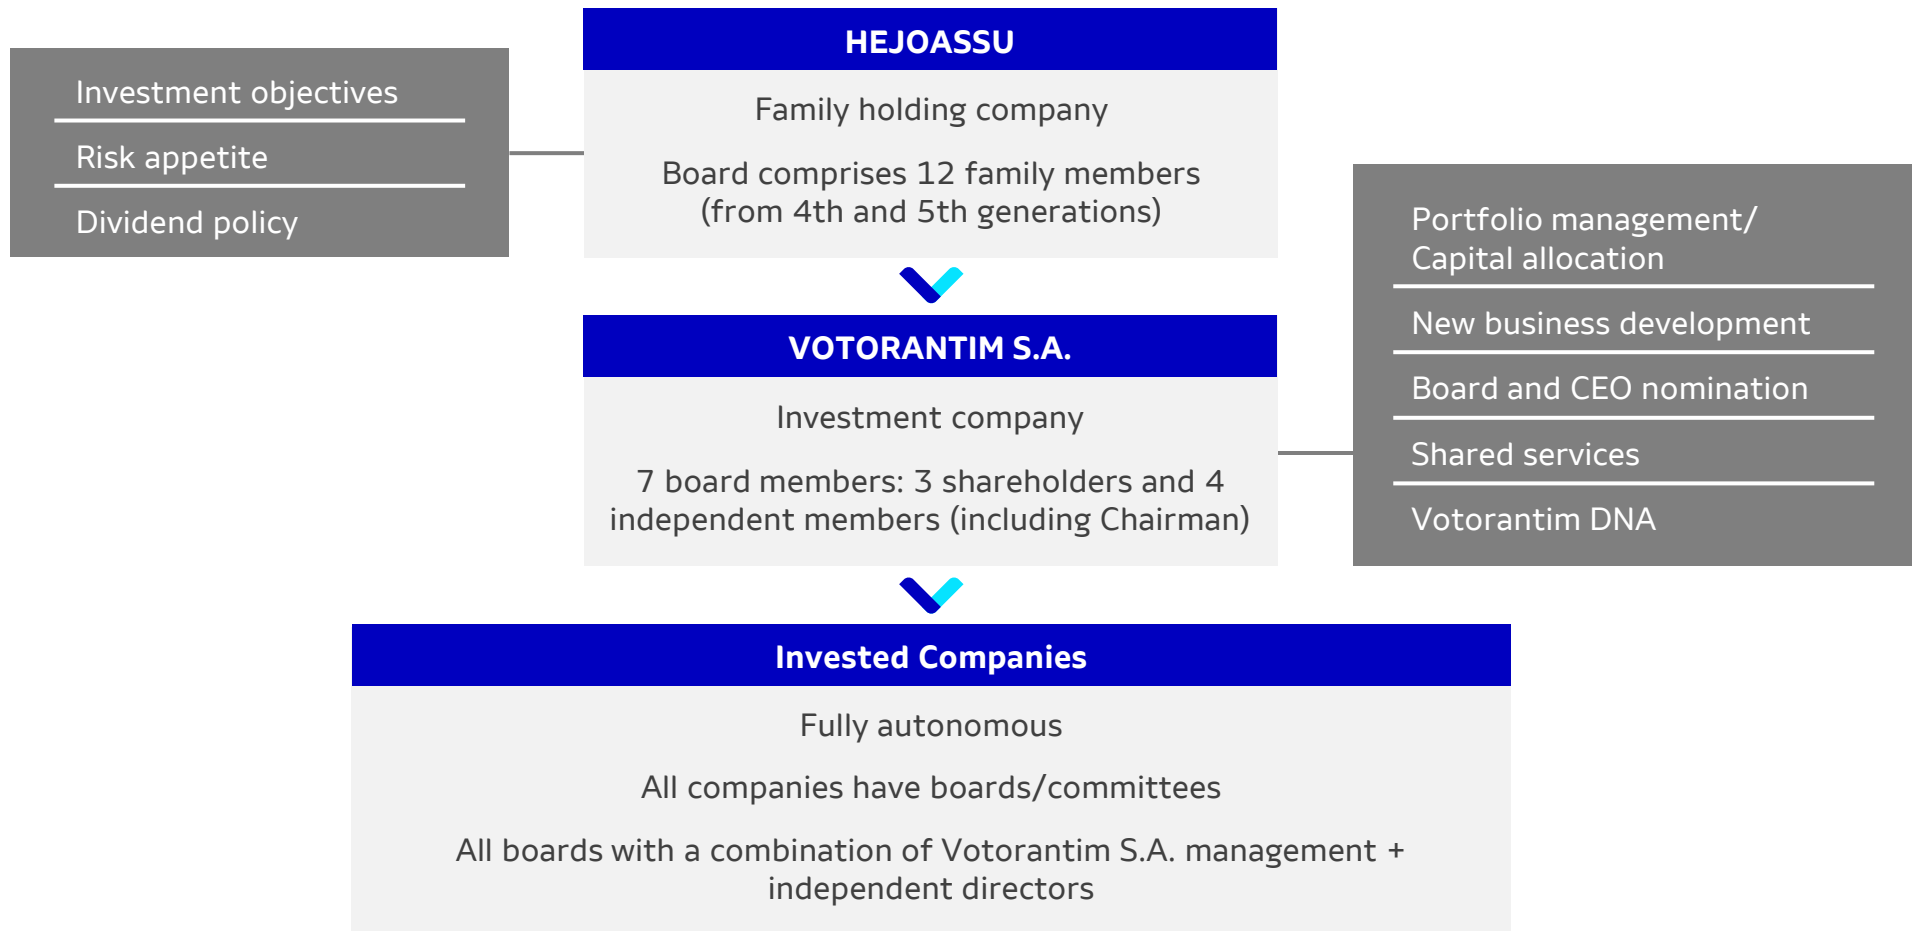 HEJOASSU
Family holding company
Board comprises 12 family members
(from 4th and 5th generations)
Investment objectives
Risk appetite
Dividend policy
VOTORANTIM S.A.
Investment company
7 board members: 3 shareholders and 4
independent members (including Chairman)
Portfolio management/
Capital allocation
New business development
Board and CEO nomination
Shared services
Votorantim DNA
Invested Companies
Fully autonomous
All companies have boards/committees
All boards with a combination of Votorantim S.A. management +
independent directors